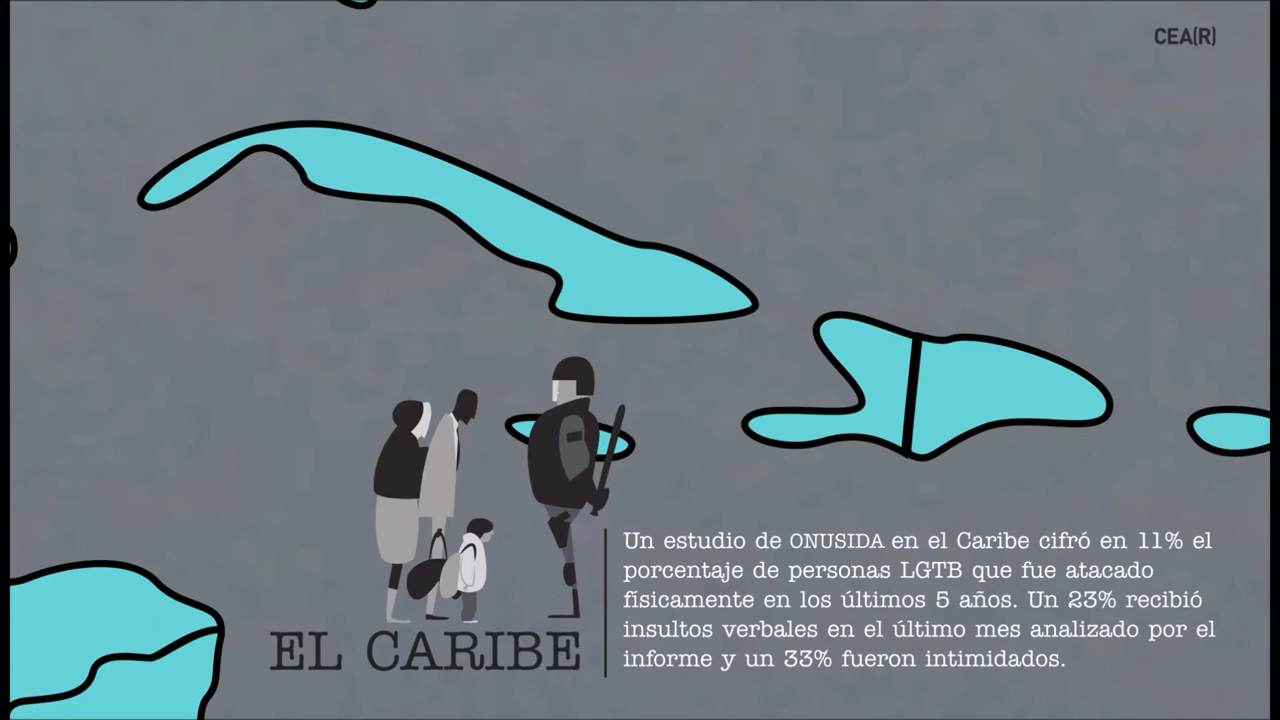 CEA(R)
Un estudio de ONUSIDA en el Caribe cifró en 11% el
porcentaje de personas LGTB que fue atacado
físicamente en los últimos 5 años. Un 23% recibió
insultos verbales en el último mes analizado por el
informe y un 33% fueron intimidados.
EL CARIBE